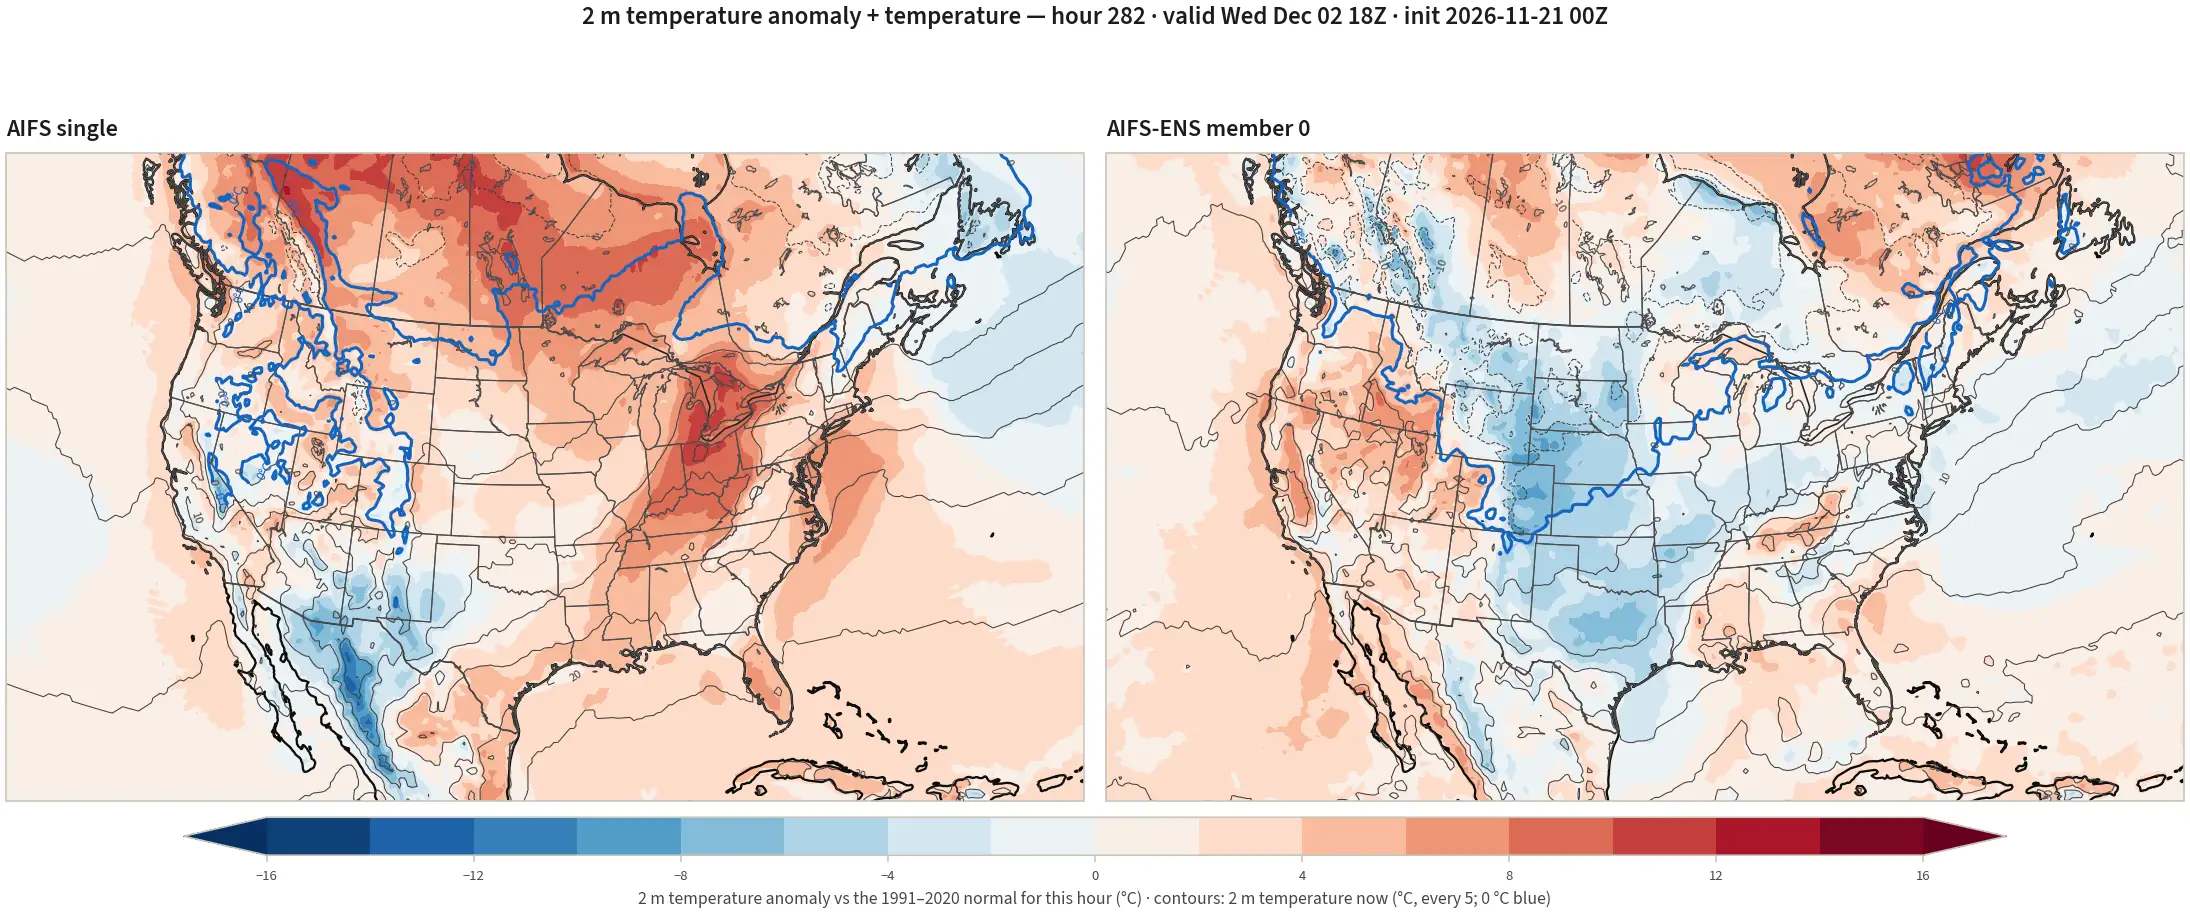 2 m temperature anomaly + temperature — hour 282 · valid Wed Dec 02 18Z · init 2026-11-21 00Z
AIFS single
AIFS-ENS member 0
−16 −12 −8 −4 0 4 8 12 16
2 m temperature anomaly vs the 1991–2020 normal for this hour (°C) · contours: 2 m temperature now (°C, every 5; 0 °C blue)